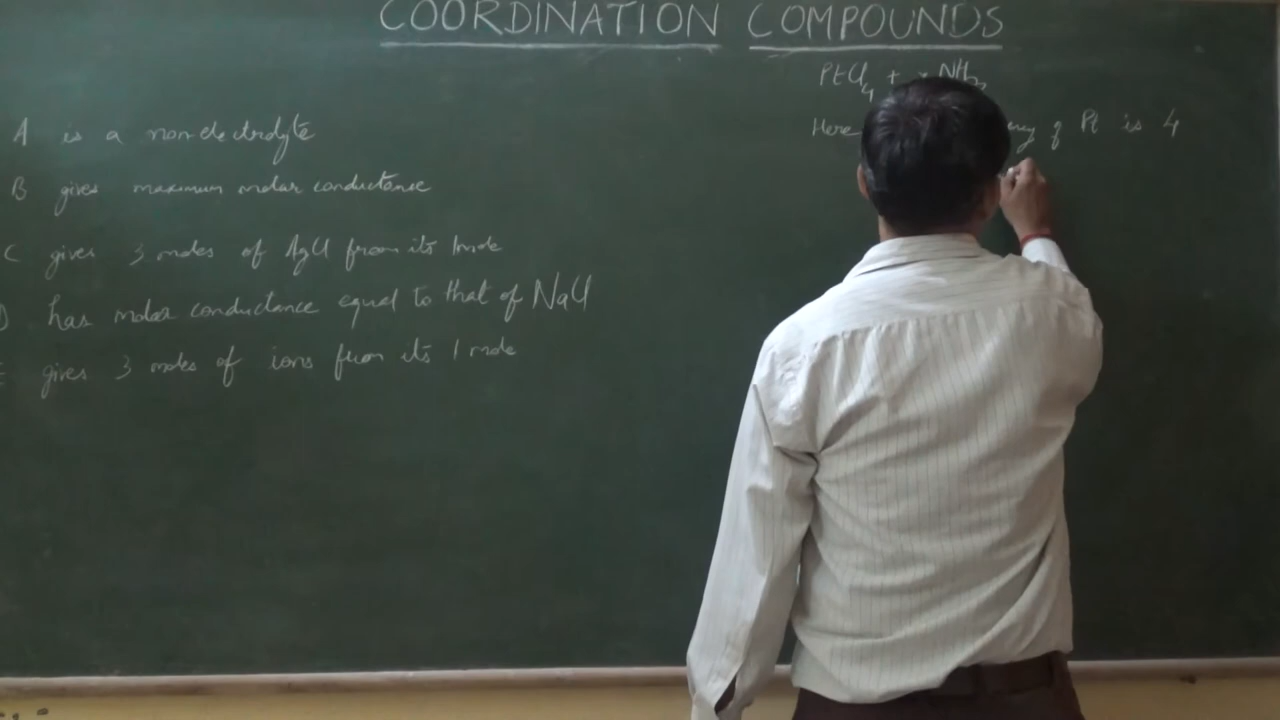 COORDINATION COMPOUNDS
PtCl4 + x NH3
Here of Pt is 4
A is a nonelectrolyte
B gives maximum molar conductance
C gives 3 moles of AgCl from its 1 mole
D has molar conductance equal to that of NaCl
E gives 3 moles of ions from its 1 mole